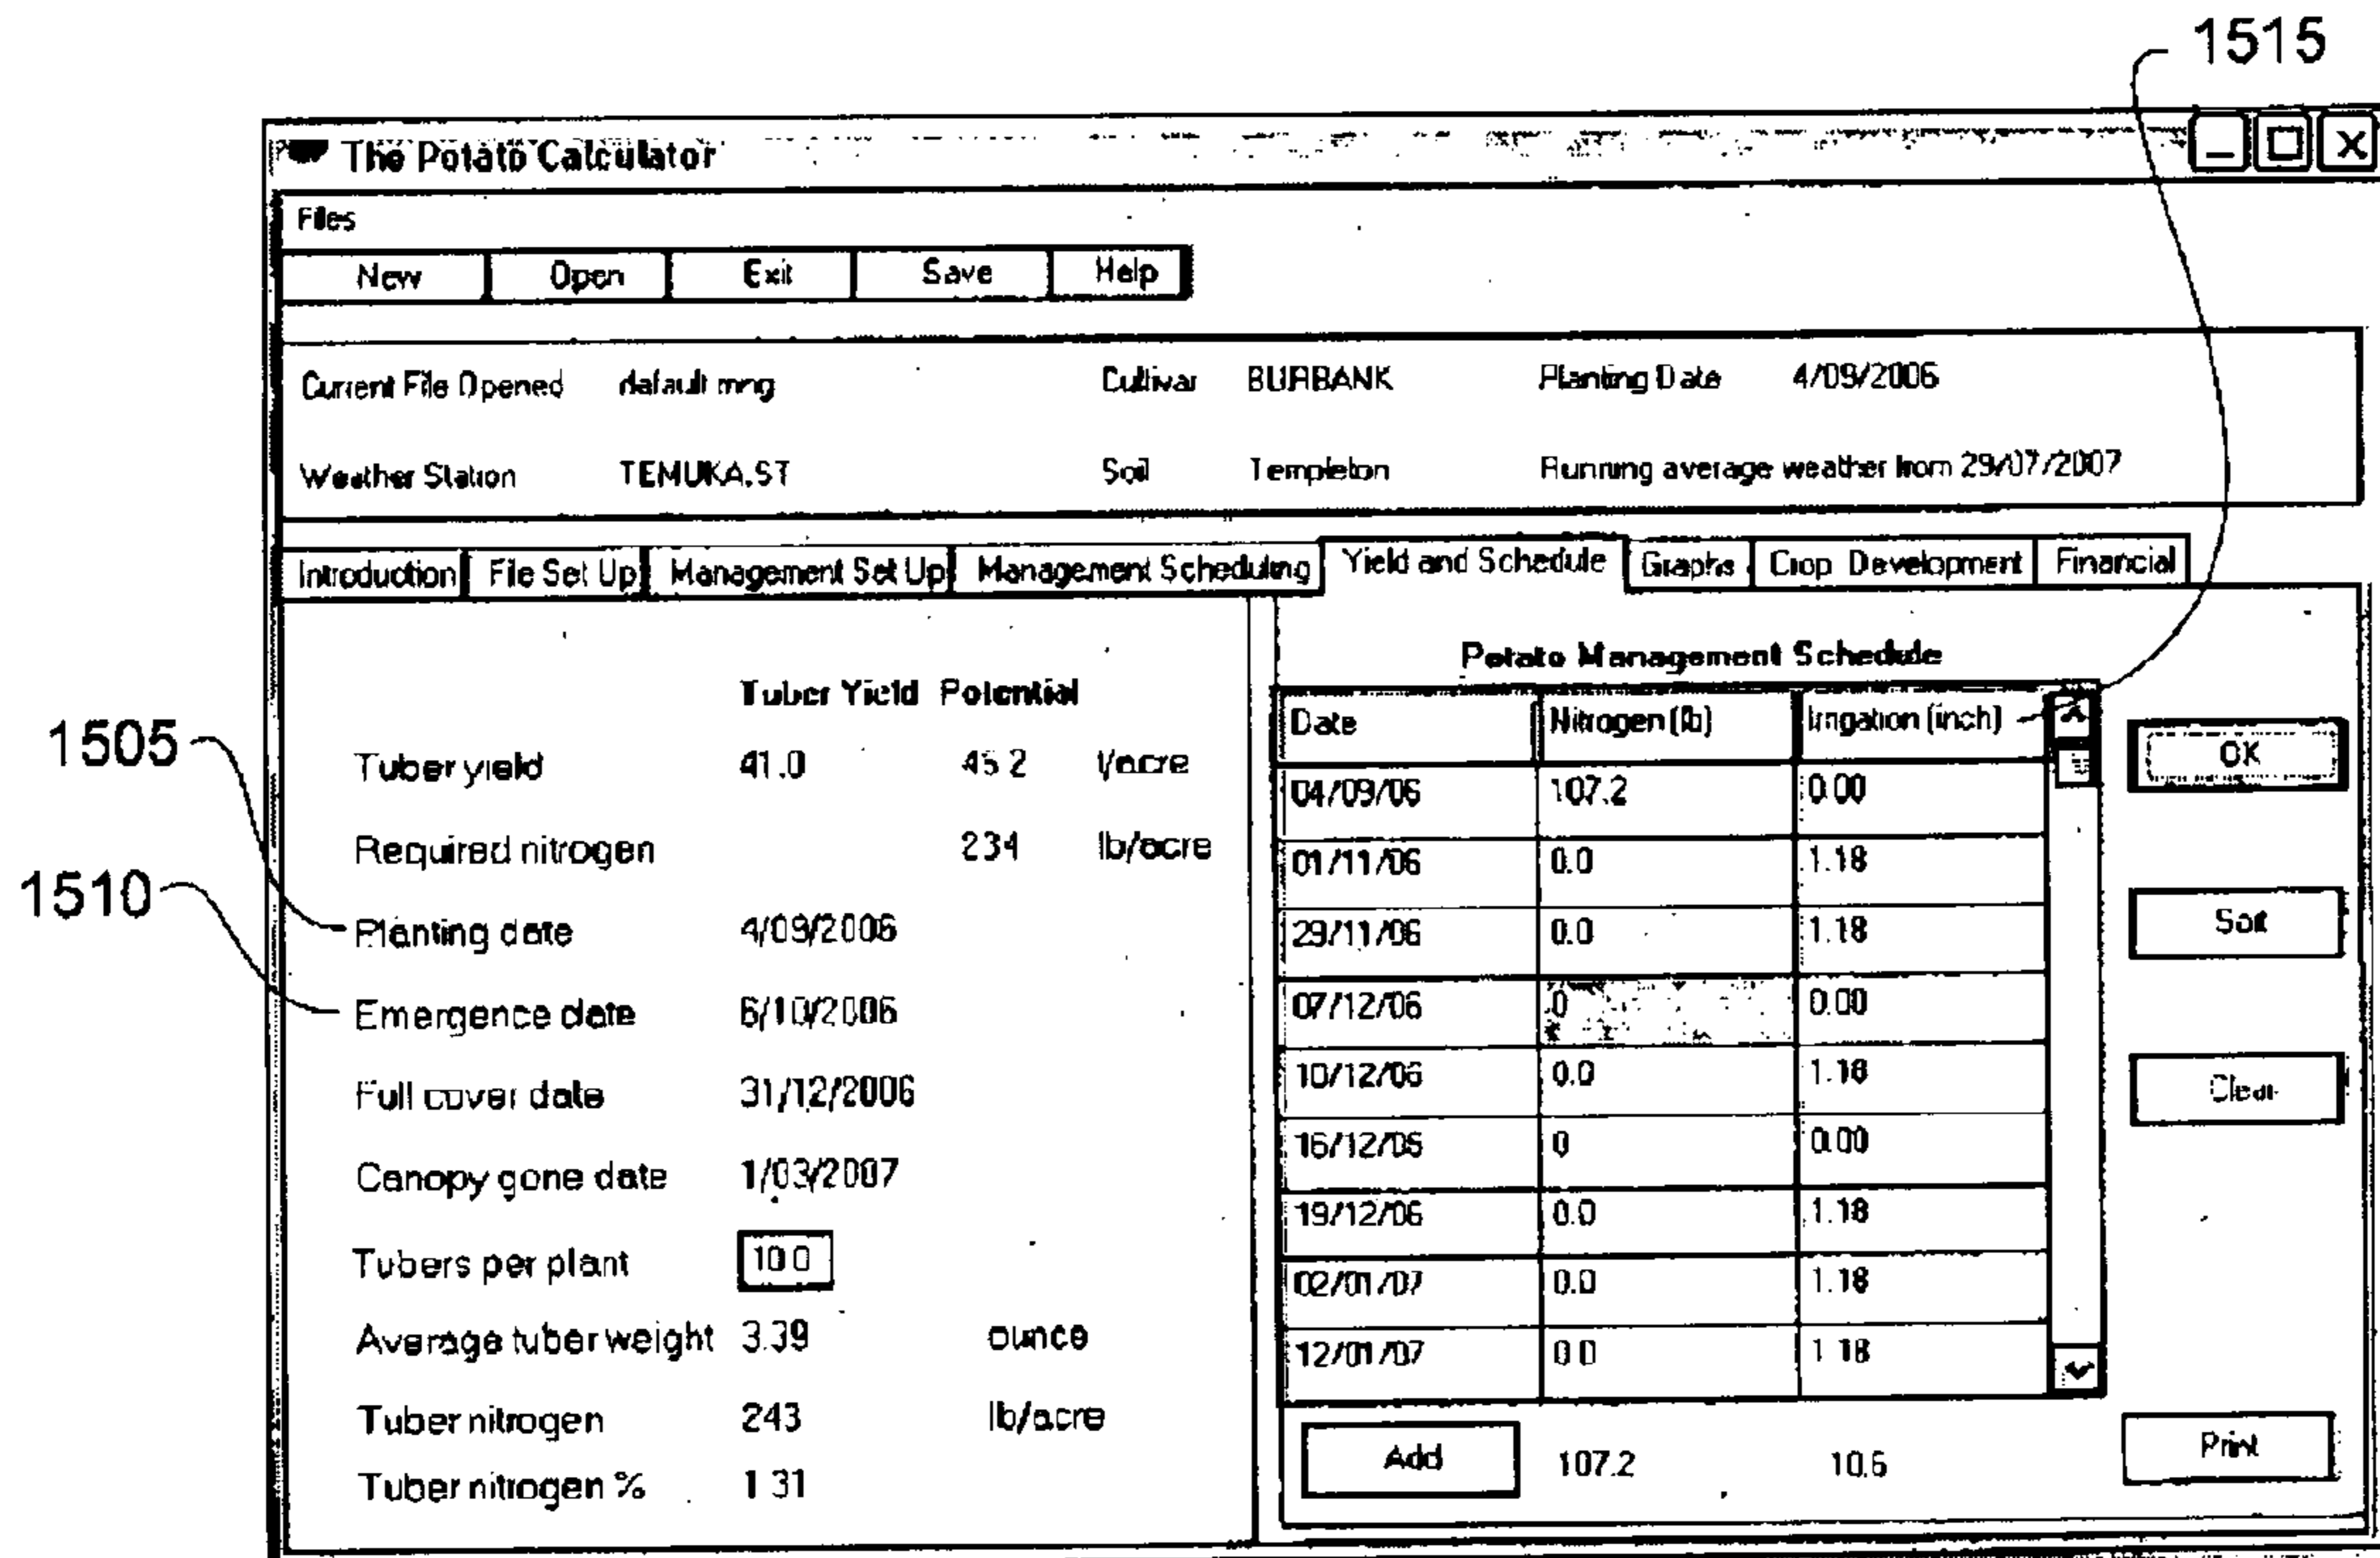 1515
The Potato Calculator
Files
New Open Exit Save Help
Current File Opened dafault mng Cultivar BURBANK Planting Date 4/09/2006
Weather Station TEMUKA.ST Soil Templeton Running average weather from 29/07/2007
Introduction File Set Up Management Set Up Management Scheduling Yield and Schedule Graphs Crop Development Financial
Potato Management Schedule
Tuber Yield Potential
Date Nitrogen (lb) Irrigation (inch)
1505
Tuber yield 41.0 45.2 t/acre
OK
04/09/06 107.2 0.00
Required nitrogen 234 lb/acre
01/11/06 0.0 1.18
1510
Planting date 4/09/2006
29/11/06 0.0 1.18
Sort
Emergence date 6/10/2006
07/12/06 0 0.00
Full cover date 31/12/2006
10/12/06 0.0 1.18
Clear
Canopy gone date 1/03/2007
16/12/06 0 0.00
19/12/06 0.0 1.18
Tubers per plant 10.0
02/01/07 0.0 1.18
Average tuber weight 3.39 ounce
12/01/07 0.0 1.18
Tuber nitrogen 243 lb/acre
Add 107.2 10.6 Print
Tuber nitrogen % 1.31